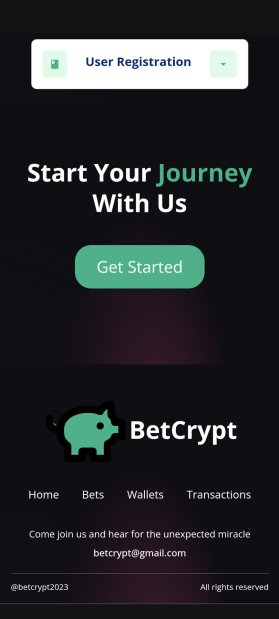 User Registration
Start Your Journey
With Us
Get Started
BetCrypt
Home Bets Wallets Transactions
Come join us and hear for the unexpected miracle
betcrypt@gmail.com
@betcrypt2023 All rights reserved